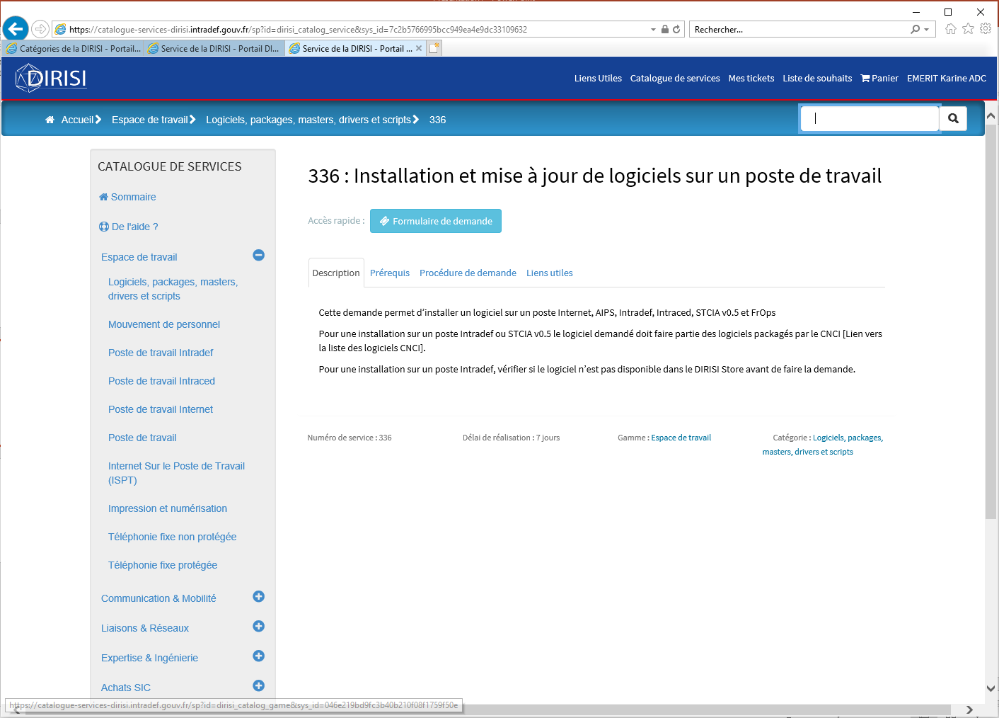 https://catalogue-services-dirisi.intradef.gouv.fr/sp?id=dirisi_catalog_service&sys_id=7c2b5766995bcc949ea4e9dc33109632
Rechercher...
Catégories de la DIRISI - Portail...
Service de la DIRISI - Portail DI...
Service de la DIRISI - Portail ...
DIRISI
Liens Utiles
Catalogue de services
Mes tickets
Liste de souhaits
Panier
EMERIT Karine ADC
Accueil
Espace de travail
Logiciels, packages, masters, drivers et scripts
336
CATALOGUE DE SERVICES
Sommaire
De l'aide ?
Espace de travail
Logiciels, packages, masters,
drivers et scripts
Mouvement de personnel
Poste de travail Intradef
Poste de travail Intraced
Poste de travail Internet
Poste de travail
Internet Sur le Poste de Travail
(ISPT)
Impression et numérisation
Téléphonie fixe non protégée
Téléphonie fixe protégée
Communication & Mobilité
Liaisons & Réseaux
Expertise & Ingénierie
Achats SIC
336 : Installation et mise à jour de logiciels sur un poste de travail
Accès rapide :
Formulaire de demande
Description
Prérequis
Procédure de demande
Liens utiles
Cette demande permet d’installer un logiciel sur un poste Internet, AIPS, Intradef, Intraced, STCIA v0.5 et FrOps
Pour une installation sur un poste Intradef ou STCIA v0.5 le logiciel demandé doit faire partie des logiciels packagés par le CNCI [Lien vers
la liste des logiciels CNCI].
Pour une installation sur un poste Intradef, vérifier si le logiciel n’est pas disponible dans le DIRISI Store avant de faire la demande.
Numéro de service : 336
Délai de réalisation : 7 jours
Gamme : Espace de travail
Catégorie : Logiciels, packages,
masters, drivers et scripts
https://catalogue-services-dirisi.intradef.gouv.fr/sp?id=dirisi_catalog_game&sys_id=046e219bd9fc3b40b210f08f1759f50e